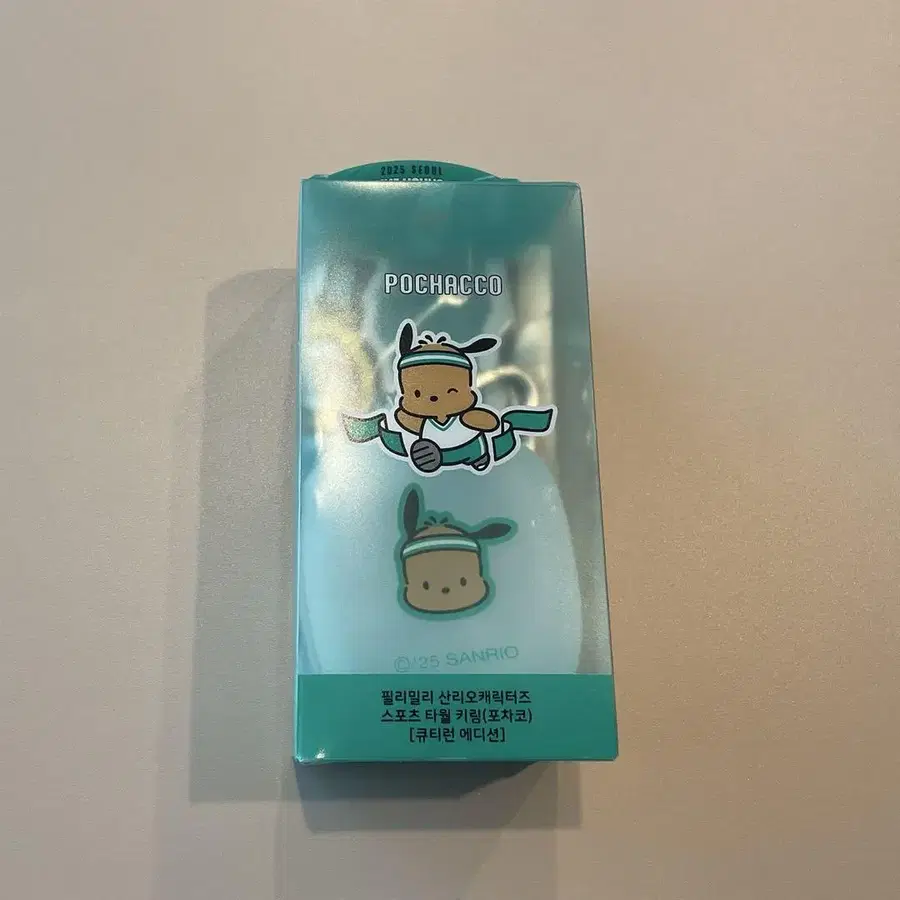 2025 SEOUL
POCHACCO
©'25 SANRIO
필리밀리 산리오캐릭터즈
스포츠 타월 키링(포차코)
[큐티런 에디션]